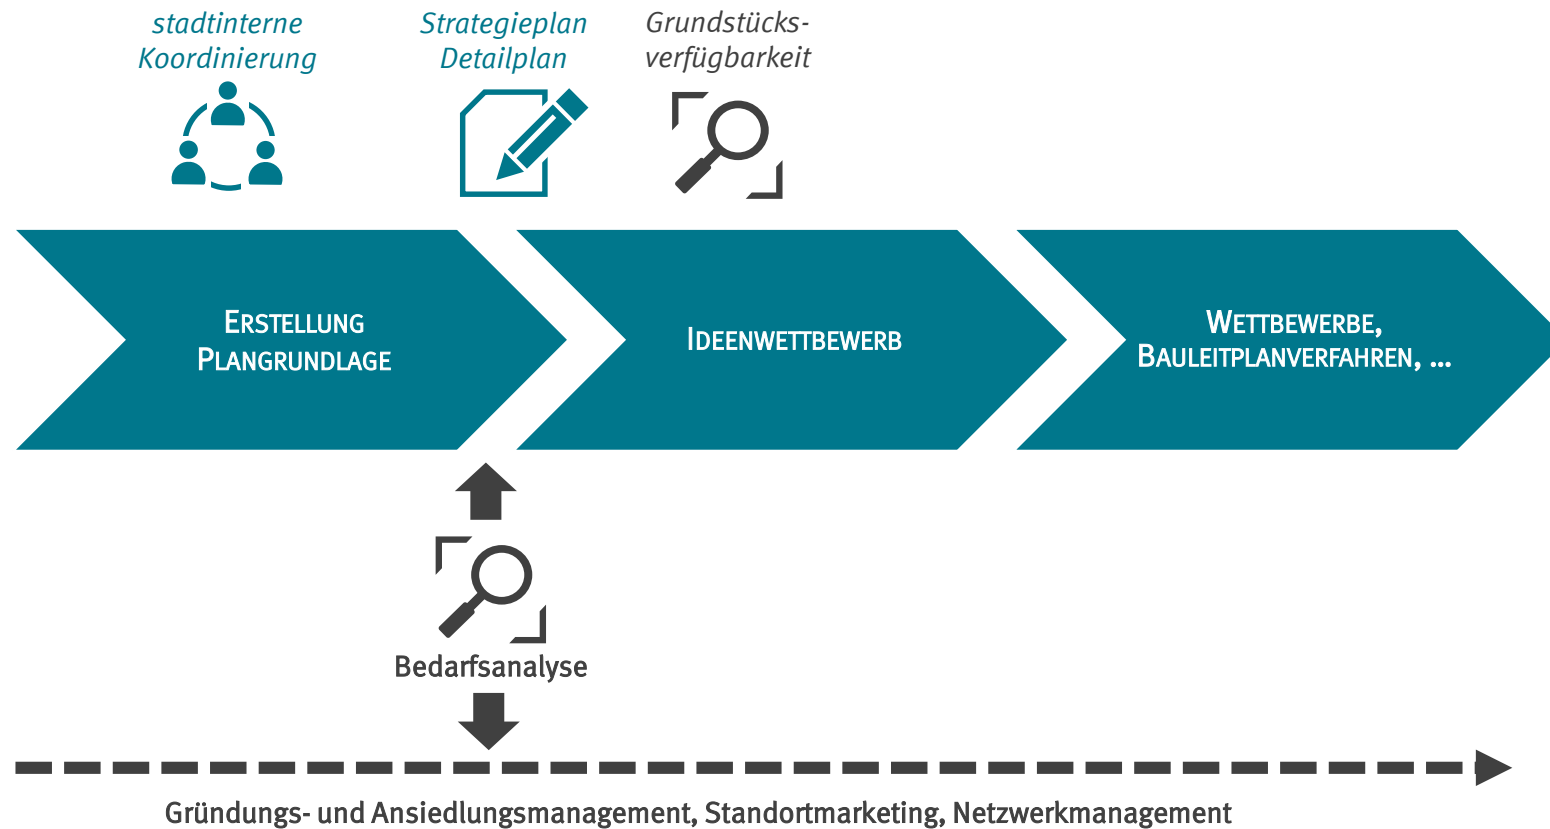 stadtinterne
Koordinierung
Strategieplan
Detailplan
Grundstücks-
verfügbarkeit
ERSTELLUNG
PLANGRUNDLAGE
IDEENWETTBEWERB
WETTBEWERBE,
BAULEITPLANVERFAHREN, ...
Bedarfsanalyse
Gründungs- und Ansiedlungsmanagement, Standortmarketing, Netzwerkmanagement